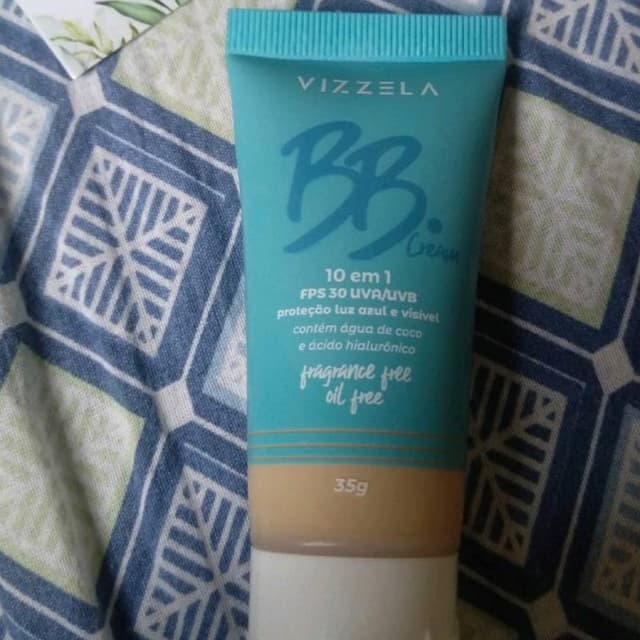 VIZZELA
BB.
Cream
10 em 1
FPS 30 UVA/UVB
proteção luz azul e visível
contém água de coco
e ácido hialurônico
fragrance free
oil free
35g